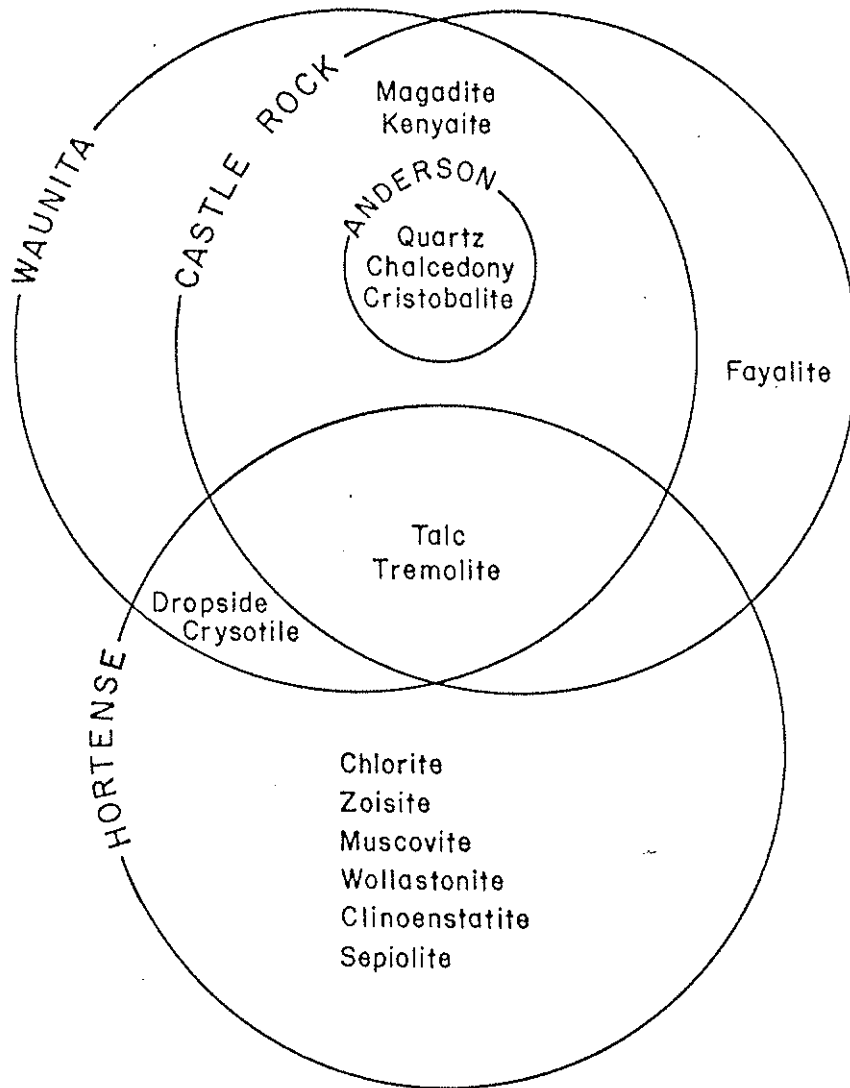 WAUNITA
CASTLE ROCK
Magadite
Kenyaite
ANDERSON
Quartz
Chalcedony
Cristobalite
Fayalite
Talc
Tremolite
Dropside
Crysotile
HORTENSE
Chlorite
Zoisite
Muscovite
Wollastonite
Clinoenstatite
Sepiolite